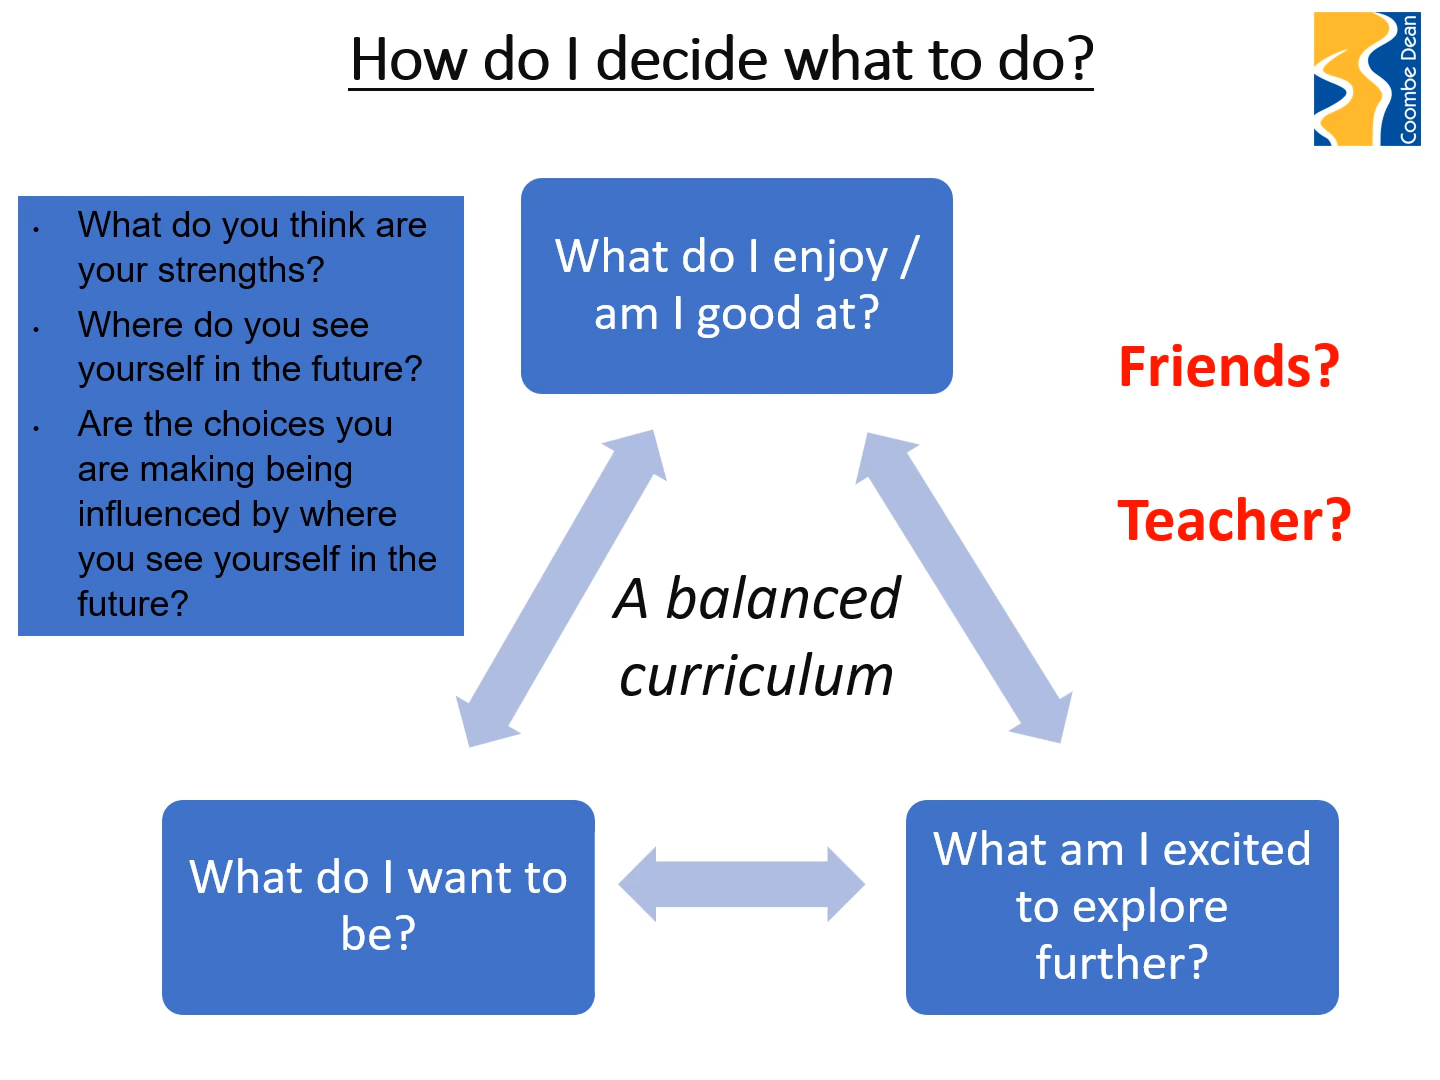 How do I decide what to do?
Coombe Dean
• What do you think are
your strengths?
• Where do you see
yourself in the future?
• Are the choices you
are making being
influenced by where
you see yourself in the
future?
What do I enjoy /
am I good at?
Friends?
Teacher?
A balanced
curriculum
What do I want to
be?
What am I excited
to explore
further?